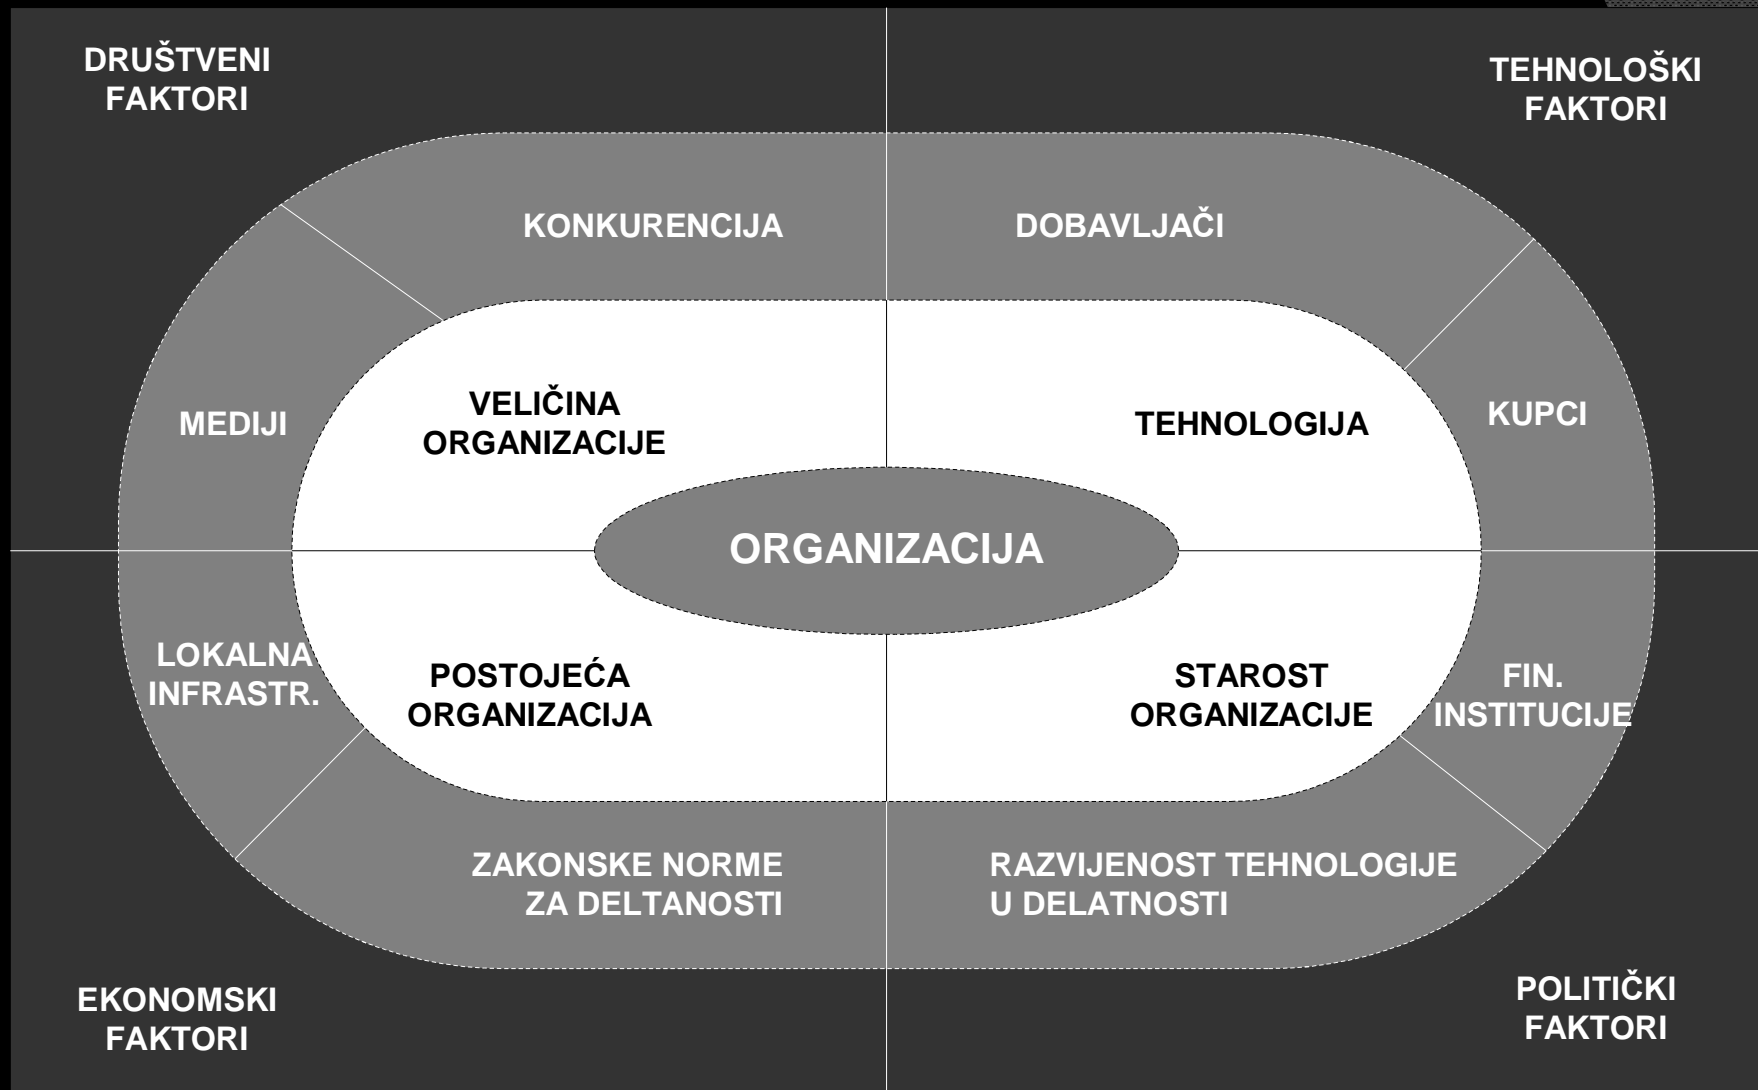 DRUŠTVENI
FAKTORI
TEHNOLOŠKI
FAKTORI
KONKURENCIJA
DOBAVLJAČI
MEDIJI
VELIČINA
ORGANIZACIJE
TEHNOLOGIJA
KUPCI
ORGANIZACIJA
LOKALNA
INFRASTR.
POSTOJEĆA
ORGANIZACIJA
STAROST
ORGANIZACIJE
FIN.
INSTITUCIJE
ZAKONSKE NORME
ZA DELTANOSTI
RAZVIJENOST TEHNOLOGIJE
U DELATNOSTI
EKONOMSKI
FAKTORI
POLITIČKI
FAKTORI